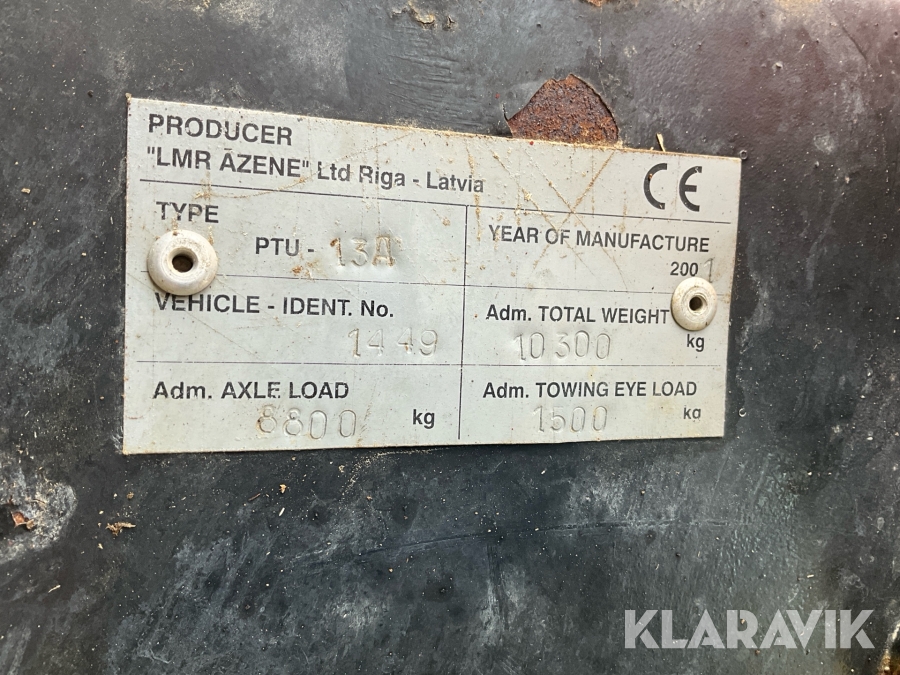 PRODUCER
"LMR ĀZENE" Ltd Riga - Latvia
CE
TYPE
PTU - 13A
YEAR OF MANUFACTURE
2001
VEHICLE - IDENT. No.
1449
Adm. TOTAL WEIGHT
10300 kg
Adm. AXLE LOAD
8800 kg
Adm. TOWING EYE LOAD
1500 kg
KLARAVIK